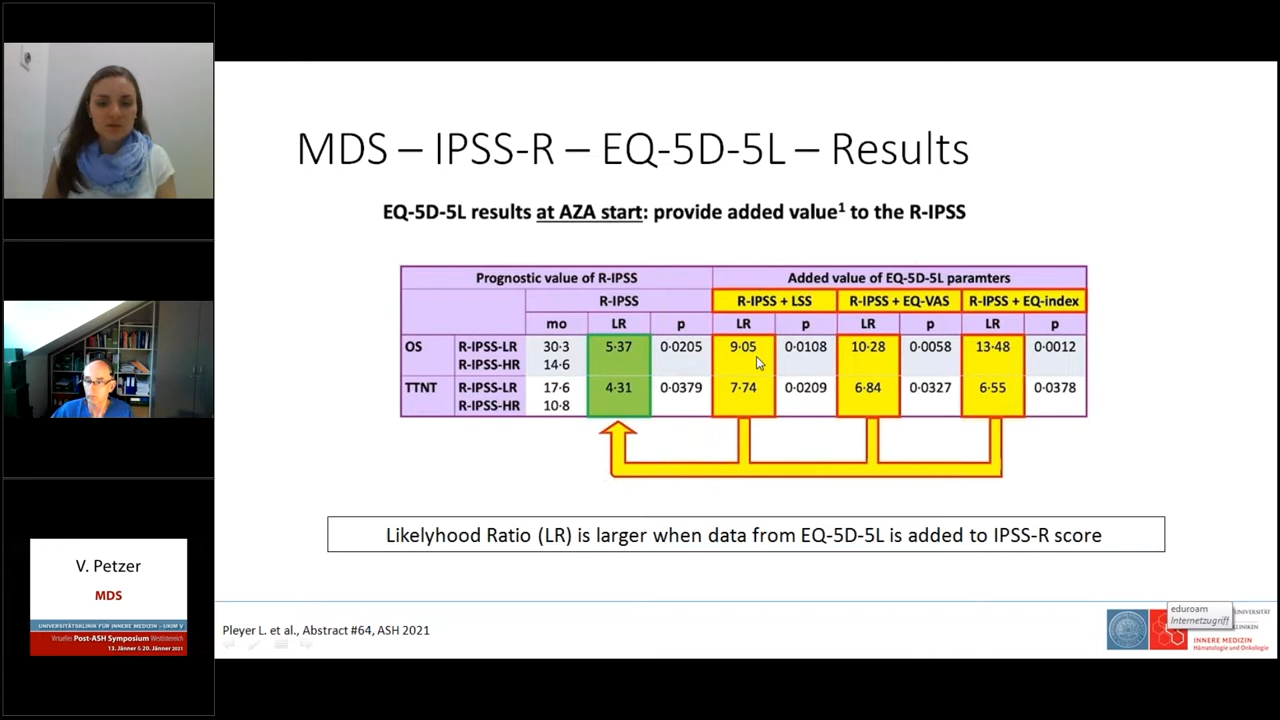 MDS – IPSS-R – EQ-5D-5L – Results
EQ-5D-5L results at AZA start: provide added value¹ to the R-IPSS
Prognostic value of R-IPSS Added value of EQ-5D-5L paramters
R-IPSS R-IPSS + LSS R-IPSS + EQ-VAS R-IPSS + EQ-index
mo LR p LR p LR p LR p
OS R-IPSS-LR 30·3 5·37 0·0205 9·05 0·0108 10·28 0·0058 13·48 0·0012
R-IPSS-HR 14·6
TTNT R-IPSS-LR 17·6 4·31 0·0379 7·74 0·0209 6·84 0·0327 6·55 0·0378
R-IPSS-HR 10·8
Likelyhood Ratio (LR) is larger when data from EQ-5D-5L is added to IPSS-R score
Pleyer L. et al., Abstract #64, ASH 2021
eduroam
Internetzugriff
INNERE MEDIZIN
Hämatologie und Onkologie
V. Petzer
MDS
UNIVERSITÄTSKLINIK FÜR INNERE MEDIZIN – UKIM V
Virtuelles Post-ASH Symposium Westösterreich
13. Jänner & 20. Jänner 2021